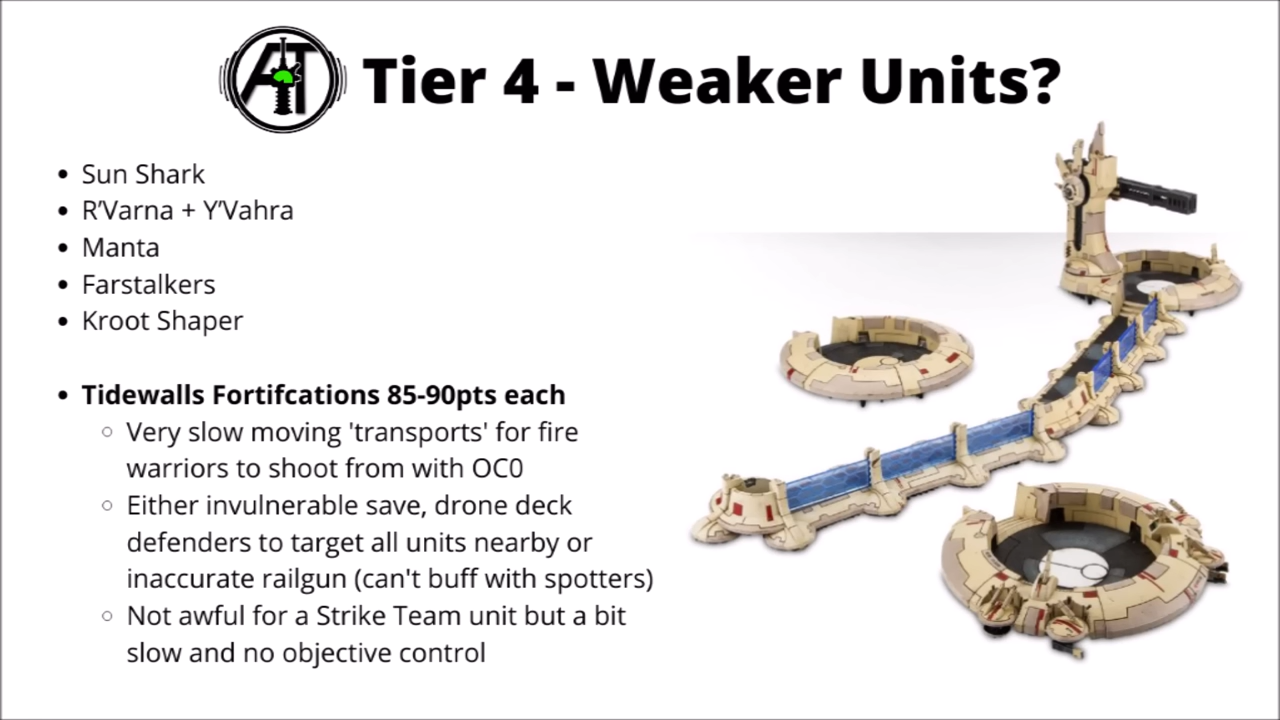 AT
Tier 4 - Weaker Units?
• Sun Shark
• R’Varna + Y’Vahra
• Manta
• Farstalkers
• Kroot Shaper
• Tidewalls Fortifcations 85-90pts each
○ Very slow moving 'transports' for fire
warriors to shoot from with OC0
○ Either invulnerable save, drone deck
defenders to target all units nearby or
inaccurate railgun (can't buff with spotters)
○ Not awful for a Strike Team unit but a bit
slow and no objective control